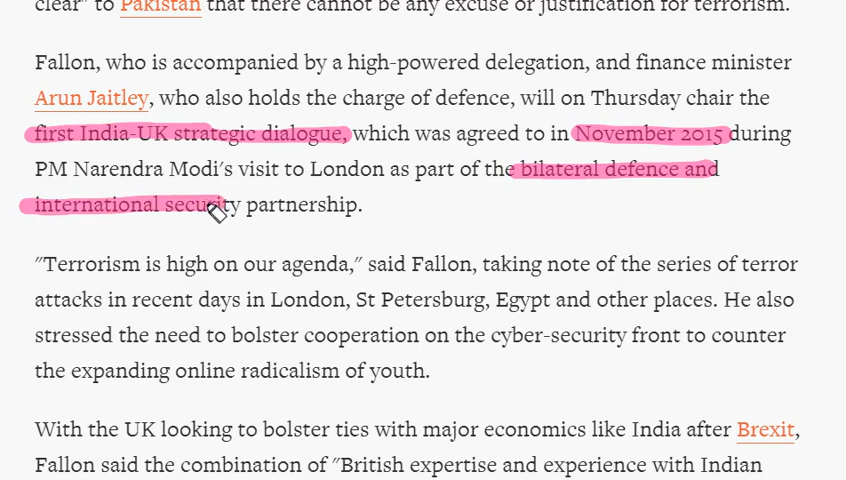 clear" to Pakistan that there cannot be any excuse or justification for terrorism.
Fallon, who is accompanied by a high-powered delegation, and finance minister
Arun Jaitley, who also holds the charge of defence, will on Thursday chair the
first India-UK strategic dialogue, which was agreed to in November 2015 during
PM Narendra Modi's visit to London as part of the bilateral defence and
international security partnership.
"Terrorism is high on our agenda," said Fallon, taking note of the series of terror
attacks in recent days in London, St Petersburg, Egypt and other places. He also
stressed the need to bolster cooperation on the cyber-security front to counter
the expanding online radicalism of youth.
With the UK looking to bolster ties with major economics like India after Brexit,
Fallon said the combination of "British expertise and experience with Indian